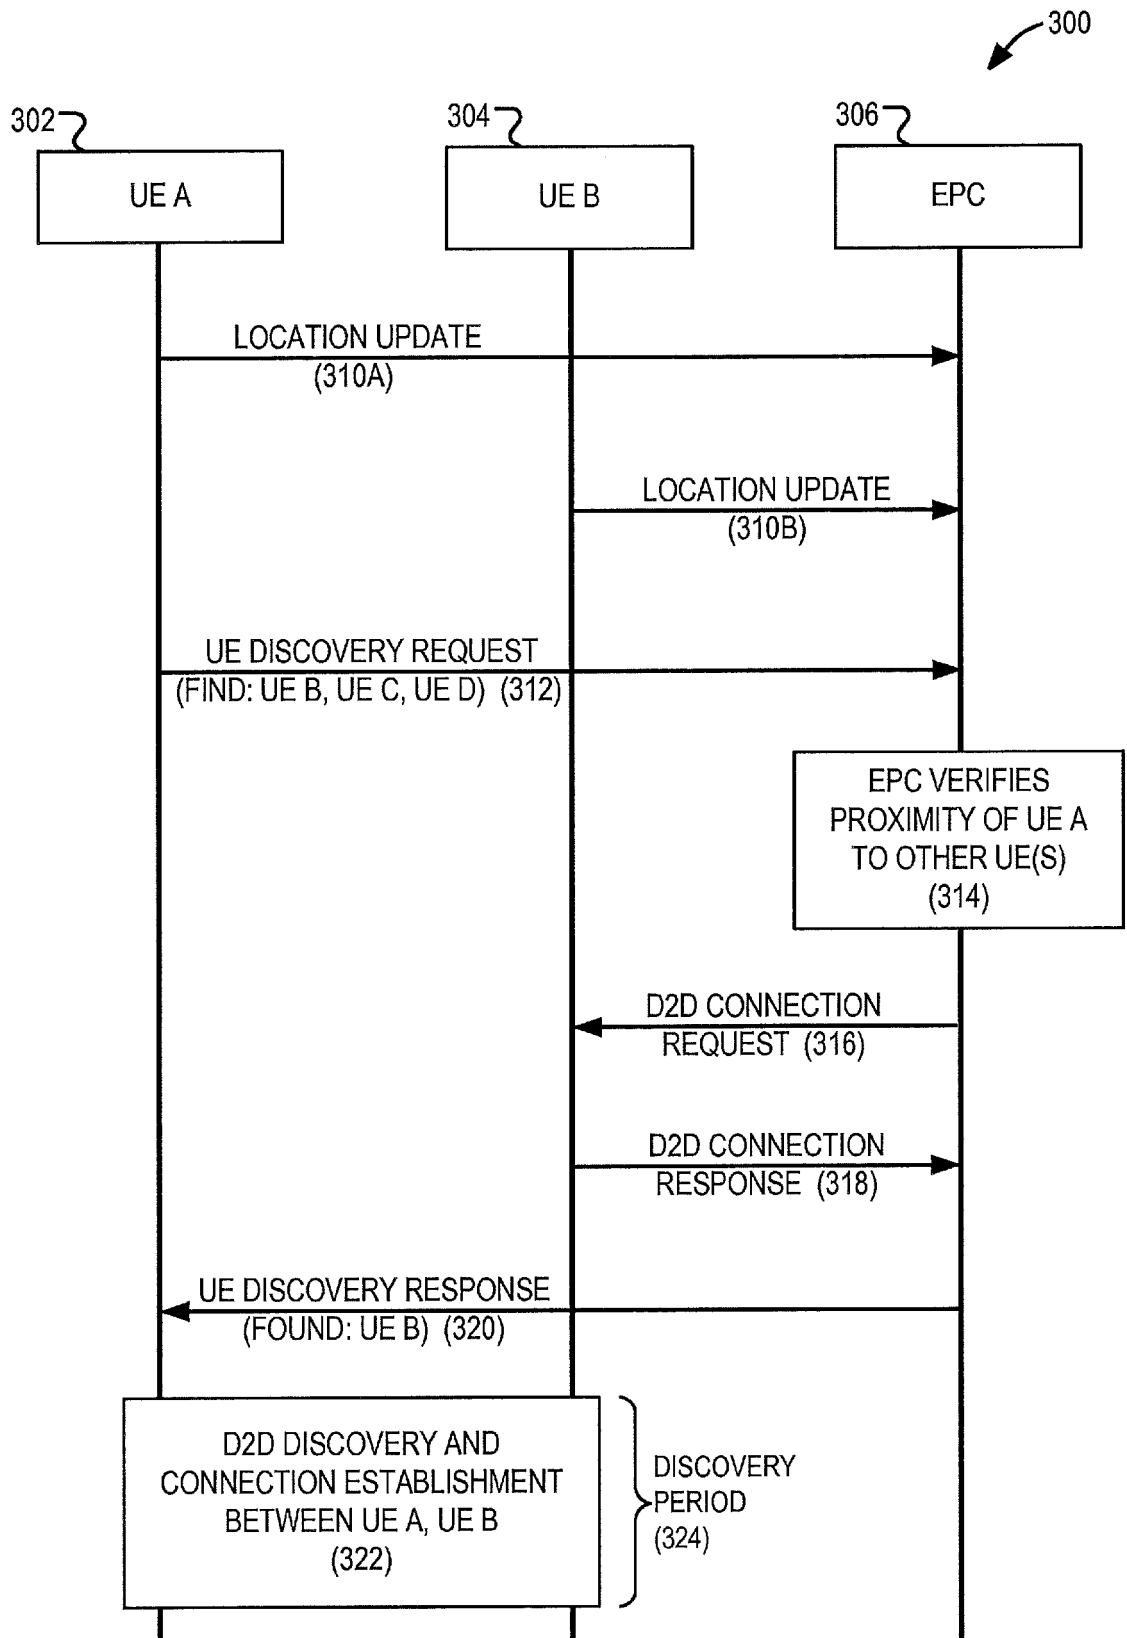 300
302
304
306
UE A
UE B
EPC
LOCATION UPDATE
(310A)
LOCATION UPDATE
(310B)
UE DISCOVERY REQUEST
(FIND: UE B, UE C, UE D) (312)
EPC VERIFIES
PROXIMITY OF UE A
TO OTHER UE(S)
(314)
D2D CONNECTION
REQUEST (316)
D2D CONNECTION
RESPONSE (318)
UE DISCOVERY RESPONSE
(FOUND: UE B) (320)
D2D DISCOVERY AND
CONNECTION ESTABLISHMENT
BETWEEN UE A, UE B
(322)
DISCOVERY
PERIOD
(324)